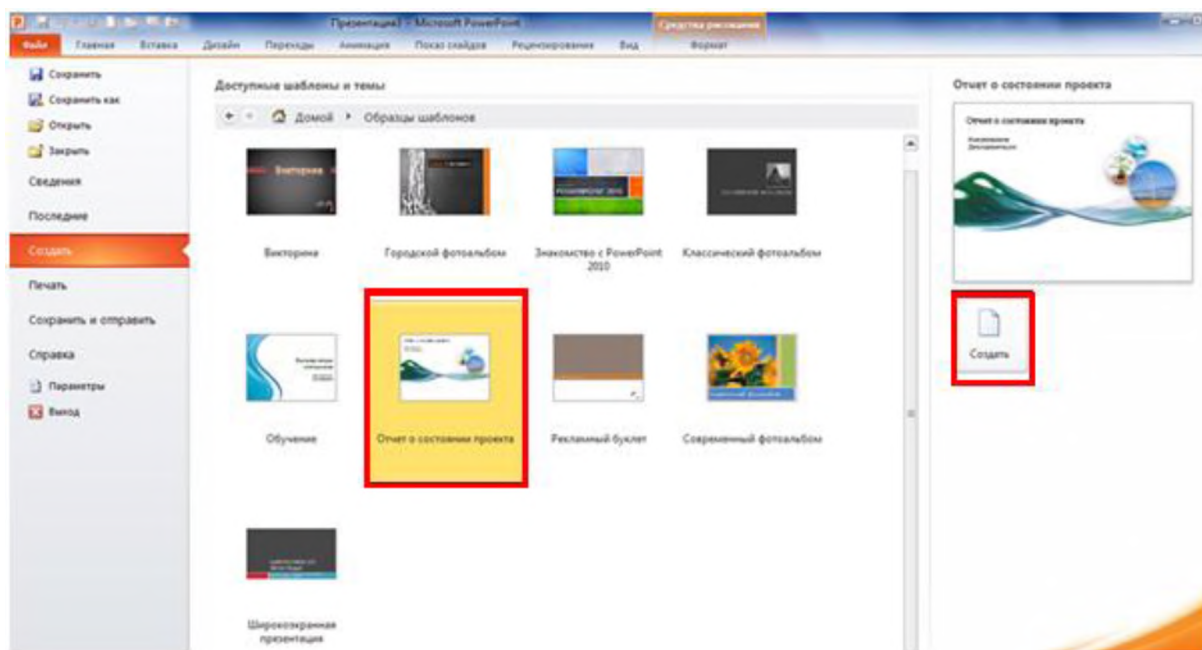 Презентация1 - Microsoft PowerPoint
Средства рисования
Файл Главная Вставка Дизайн Переходы Анимация Показ слайдов Рецензирование Вид Формат
Сохранить
Сохранить как
Открыть
Закрыть
Сведения
Последние
Создать
Печать
Сохранить и отправить
Справка
Параметры
Выход
Доступные шаблоны и темы
Домой
Образцы шаблонов
Викторина
Викторина
Городской фотоальбом
Знакомство с PowerPoint
2010
Классический фотоальбом
Обучение
Отчет о состоянии проекта
Рекламный буклет
Современный фотоальбом
Широкоэкранная
презентация
Отчет о состоянии проекта
Отчет о состоянии проекта
Создать